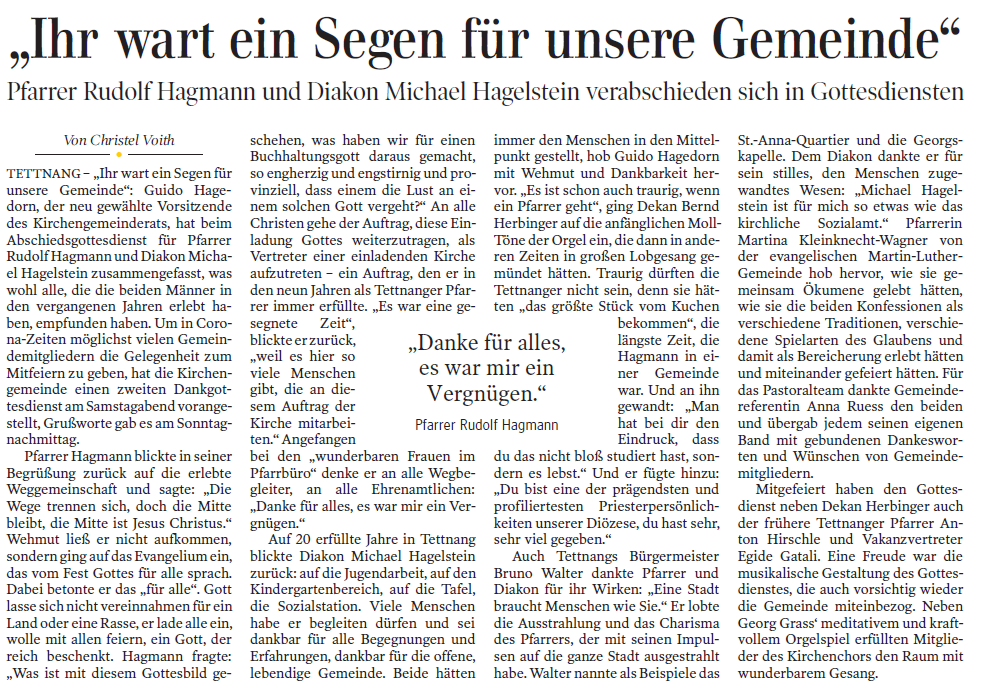 „Ihr wart ein Segen für unsere Gemeinde“
Pfarrer Rudolf Hagmann und Diakon Michael Hagelstein verabschieden sich in Gottesdiensten
Von Christel Voith
TETTNANG – „Ihr wart ein Segen für
unsere Gemeinde“: Guido Hage-
dorn, der neu gewählte Vorsitzende
des Kirchengemeinderats, hat beim
Abschiedsgottesdienst für Pfarrer
Rudolf Hagmann und Diakon Micha-
el Hagelstein zusammengefasst, was
wohl alle, die die beiden Männer in
den vergangenen Jahren erlebt ha-
ben, empfunden haben. Um in Coro-
na-Zeiten möglichst vielen Gemein-
demitgliedern die Gelegenheit zum
Mitfeiern zu geben, hat die Kirchen-
gemeinde einen zweiten Dankgot-
tesdienst am Samstagabend vorange-
stellt, Grußworte gab es am Sonntag-
nachmittag.
Pfarrer Hagmann blickte in seiner
Begrüßung zurück auf die erlebte
Weggemeinschaft und sagte: „Die
Wege trennen sich, doch die Mitte
bleibt, die Mitte ist Jesus Christus.“
Wehmut ließ er nicht aufkommen,
sondern ging auf das Evangelium ein,
das vom Fest Gottes für alle sprach.
Dabei betonte er das „für alle“. Gott
lasse sich nicht vereinnahmen für ein
Land oder eine Rasse, er lade alle ein,
wolle mit allen feiern, ein Gott, der
reich beschenkt. Hagmann fragte:
„Was ist mit diesem Gottesbild ge-
schehen, was haben wir für einen
Buchhaltungsgott daraus gemacht,
so engherzig und engstirnig und pro-
vinziell, dass einem die Lust an ei-
nem solchen Gott vergeht?“ An alle
Christen gehe der Auftrag, diese Ein-
ladung Gottes weiterzutragen, als
Vertreter einer einladenden Kirche
aufzutreten – ein Auftrag, den er in
den neun Jahren als Tettnanger Pfar-
rer immer erfüllte. „Es war eine ge-
segnete Zeit“,
blickte er zurück,
„weil es hier so
viele Menschen
gibt, die an die-
sem Auftrag der
Kirche mitarbei-
ten.“ Angefangen
bei den „wunderbaren Frauen im
Pfarrbüro“ denke er an alle Wegbe-
gleiter, an alle Ehrenamtlichen:
„Danke für alles, es war mir ein Ver-
gnügen.“
Auf 20 erfüllte Jahre in Tettnang
blickte Diakon Michael Hagelstein
zurück: auf die Jugendarbeit, auf den
Kindergartenbereich, auf die Tafel,
die Sozialstation. Viele Menschen
habe er begleiten dürfen und sei
dankbar für alle Begegnungen und
Erfahrungen, dankbar für die offene,
lebendige Gemeinde. Beide hätten
„Danke für alles,
es war mir ein
Vergnügen.“
Pfarrer Rudolf Hagmann
immer den Menschen in den Mittel-
punkt gestellt, hob Guido Hagedorn
mit Wehmut und Dankbarkeit her-
vor. „Es ist schon auch traurig, wenn
ein Pfarrer geht“, ging Dekan Bernd
Herbinger auf die anfänglichen Moll-
Töne der Orgel ein, die dann in ande-
ren Zeiten in großen Lobgesang ge-
mündet hätten. Traurig dürften die
Tettnanger nicht sein, denn sie hät-
ten „das größte Stück vom Kuchen
bekommen“, die
längste Zeit, die
Hagmann in ei-
ner Gemeinde
war. Und an ihn
gewandt: „Man
hat bei dir den
Eindruck, dass
du das nicht bloß studiert hast, son-
dern es lebst.“ Und er fügte hinzu:
„Du bist eine der prägendsten und
profiliertesten Priesterpersönlich-
keiten unserer Diözese, du hast sehr,
sehr viel gegeben.“
Auch Tettnangs Bürgermeister
Bruno Walter dankte Pfarrer und
Diakon für ihr Wirken: „Eine Stadt
braucht Menschen wie Sie.“ Er lobte
die Ausstrahlung und das Charisma
des Pfarrers, der mit seinen Impul-
sen auf die ganze Stadt ausgestrahlt
habe. Walter nannte als Beispiele das
St.-Anna-Quartier und die Georgs-
kapelle. Dem Diakon dankte er für
sein stilles, den Menschen zuge-
wandtes Wesen: „Michael Hagel-
stein ist für mich so etwas wie das
kirchliche Sozialamt.“ Pfarrerin
Martina Kleinknecht-Wagner von
der evangelischen Martin-Luther-
Gemeinde hob hervor, wie sie ge-
meinsam Ökumene gelebt hätten,
wie sie die beiden Konfessionen als
verschiedene Traditionen, verschie-
dene Spielarten des Glaubens und
damit als Bereicherung erlebt hätten
und miteinander gefeiert hätten. Für
das Pastoralteam dankte Gemeinde-
referentin Anna Ruess den beiden
und übergab jedem seinen eigenen
Band mit gebundenen Dankeswor-
ten und Wünschen von Gemeinde-
mitgliedern.
Mitgefeiert haben den Gottes-
dienst neben Dekan Herbinger auch
der frühere Tettnanger Pfarrer An-
ton Hirschle und Vakanzvertreter
Egide Gatali. Eine Freude war die
musikalische Gestaltung des Gottes-
dienstes, die auch vorsichtig wieder
die Gemeinde miteinbezog. Neben
Georg Grass‘ meditativem und kraft-
vollem Orgelspiel erfüllten Mitglie-
der des Kirchenchors den Raum mit
wunderbarem Gesang.